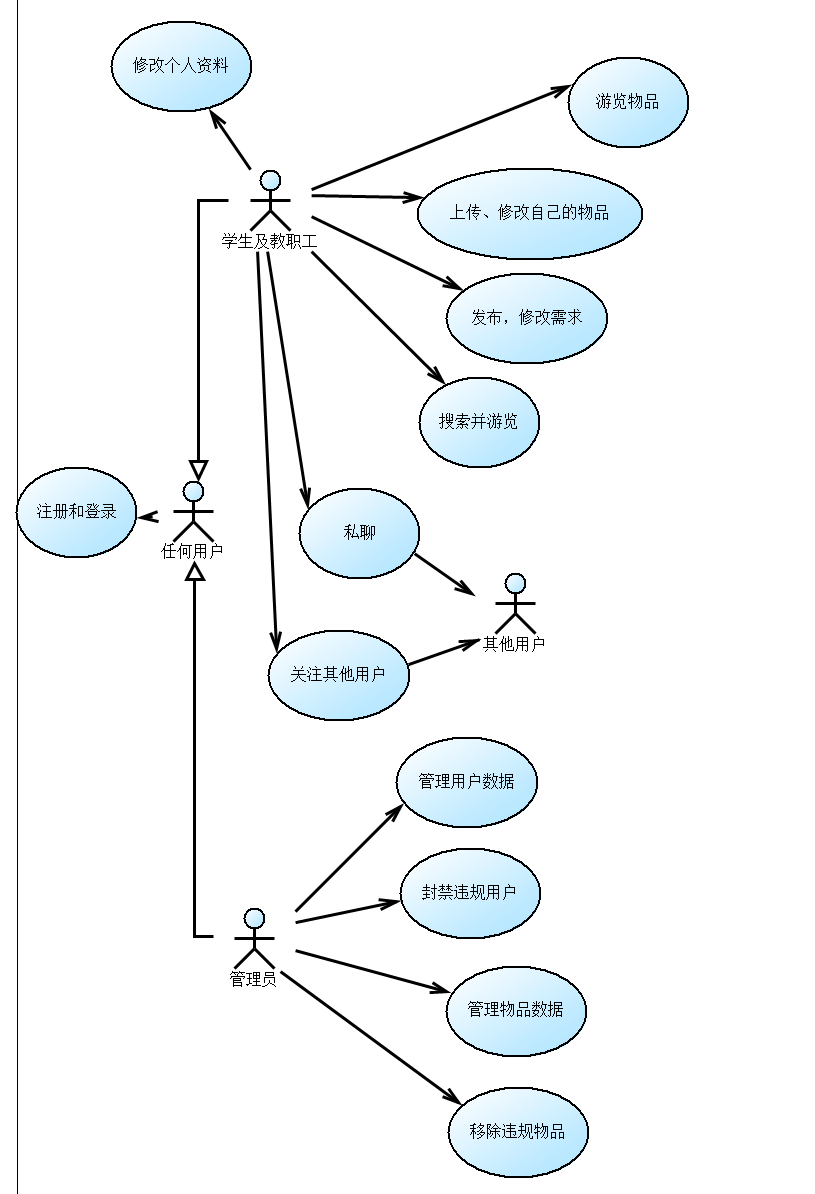 修改个人资料
游览物品
上传、修改自己的物品
学生及教职工
发布，修改需求
搜索并游览
注册和登录
任何用户
私聊
其他用户
关注其他用户
管理用户数据
封禁违规用户
管理员
管理物品数据
移除违规物品